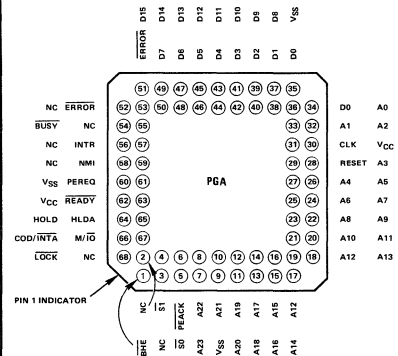 D15 D14 D13 D12 D11 D10 D9 D8 VSS
ERROR D7 D6 D5 D4 D3 D2 D1 D0
51 49 47 45 43 41 39 37 35
NC ERROR 52 53 50 48 46 44 42 40 38 36 34 D0 A0
BUSY NC 54 55 33 32 A1 A2
NC INTR 56 57 31 30 CLK VCC
NC NMI 58 59 29 28 RESET A3
VSS PEREQ 60 61 PGA 27 26 A4 A5
VCC READY 62 63 25 24 A6 A7
HOLD HLDA 64 65 23 22 A8 A9
COD/INTA M/IO 66 67 21 20 A10 A11
LOCK NC 68 2 4 6 8 10 12 14 16 19 18 A12 A13
1 3 5 7 9 11 13 15 17
PIN 1 INDICATOR
NC S1 PEACK A22 A21 A19 A17 A15 A12
BHE NC S0 A23 VSS A20 A18 A16 A14